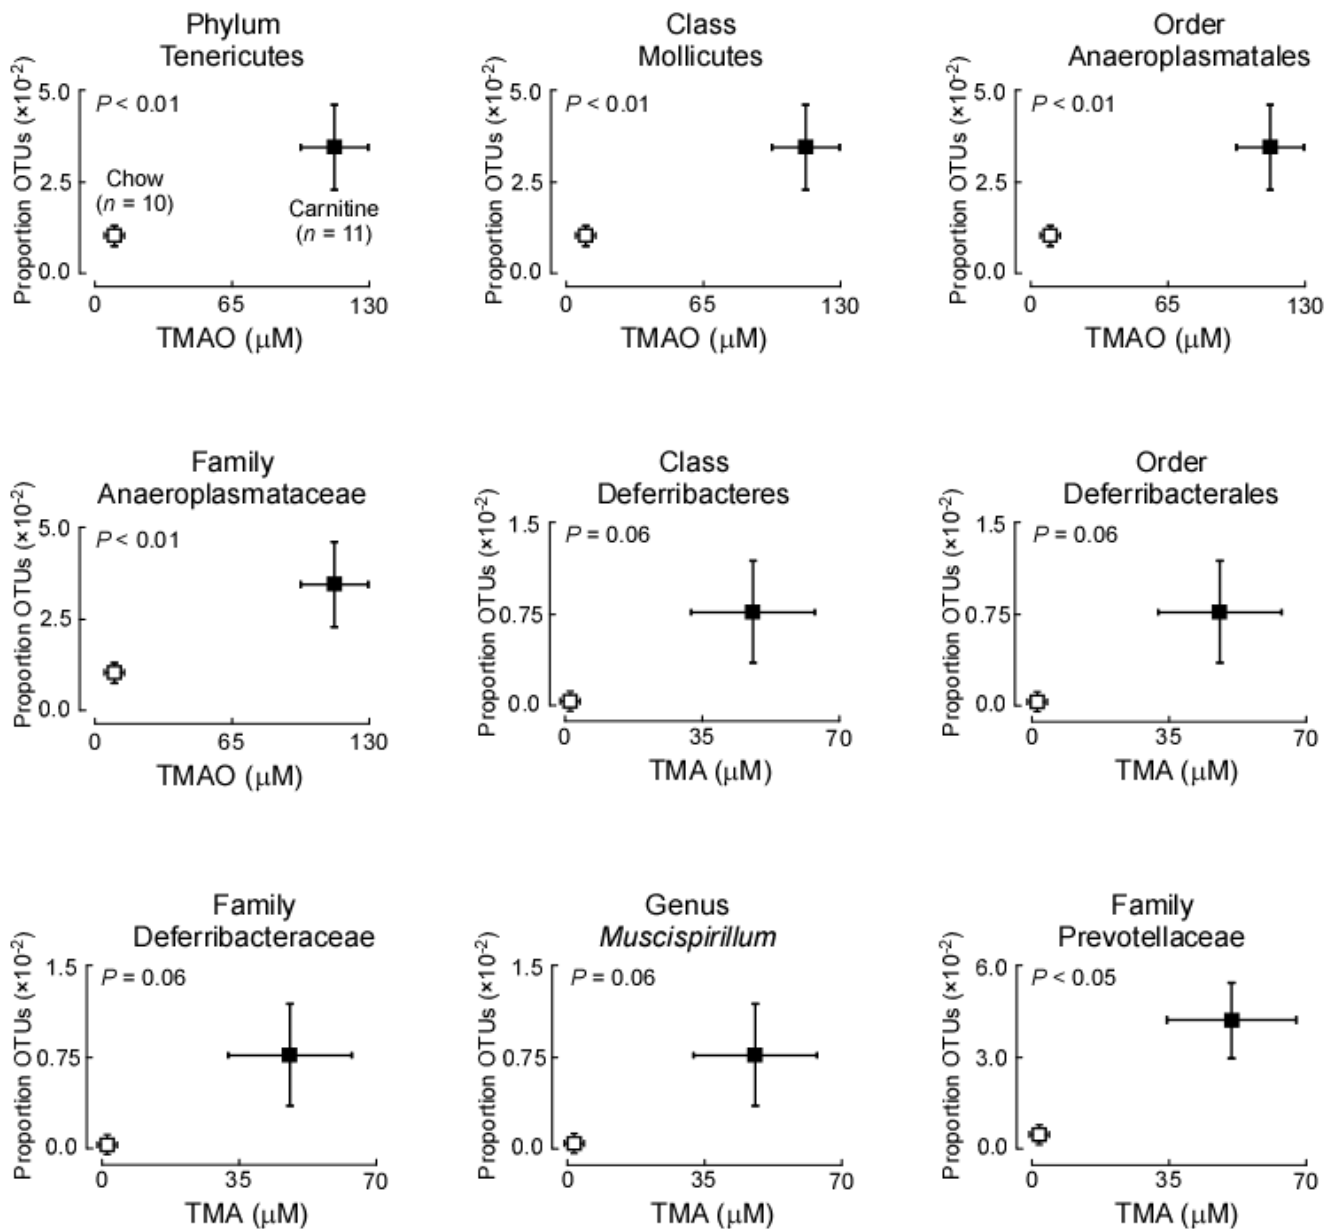 Phylum
Tenericutes
Proportion OTUs (×10⁻²)
5.0
2.5
0.0
P < 0.01
Chow
(n = 10)
Carnitine
(n = 11)
0 65 130
TMAO (μM)
Class
Mollicutes
Proportion OTUs (×10⁻²)
5.0
2.5
0.0
P < 0.01
0 65 130
TMAO (μM)
Order
Anaeroplasmatales
Proportion OTUs (×10⁻²)
5.0
2.5
0.0
P < 0.01
0 65 130
TMAO (μM)
Family
Anaeroplasmataceae
Proportion OTUs (×10⁻²)
5.0
2.5
0.0
P < 0.01
0 65 130
TMAO (μM)
Class
Deferribacteres
Proportion OTUs (×10⁻²)
1.5
0.75
0.0
P = 0.06
0 35 70
TMA (μM)
Order
Deferribacterales
Proportion OTUs (×10⁻²)
1.5
0.75
0.0
P = 0.06
0 35 70
TMA (μM)
Family
Deferribacteraceae
Proportion OTUs (×10⁻²)
1.5
0.75
0.0
P = 0.06
0 35 70
TMA (μM)
Genus
Muscispirillum
Proportion OTUs (×10⁻²)
1.5
0.75
0.0
P = 0.06
0 35 70
TMA (μM)
Family
Prevotellaceae
Proportion OTUs (×10⁻²)
6.0
3.0
0.0
P < 0.05
0 35 70
TMA (μM)